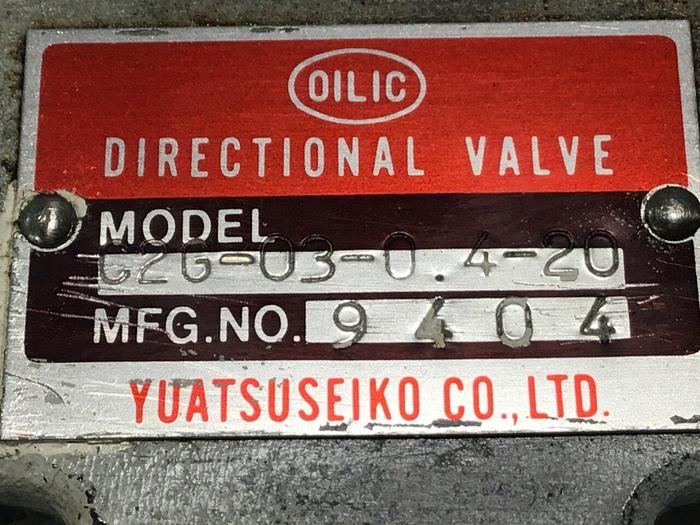 OILIC
DIRECTIONAL VALVE
MODEL
C2G-03-0.4-20
MFG.NO. 9404
YUATSUSEIKO CO., LTD.